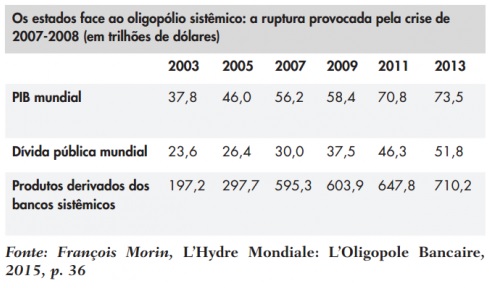 Os estados face ao oligopólio sistêmico: a ruptura provocada pela crise de
2007-2008 (em trilhões de dólares)
2003 2005 2007 2009 2011 2013
PIB mundial 37,8 46,0 56,2 58,4 70,8 73,5
Dívida pública mundial 23,6 26,4 30,0 37,5 46,3 51,8
Produtos derivados dos 197,2 297,7 595,3 603,9 647,8 710,2
bancos sistêmicos
Fonte: François Morin, L'Hydre Mondiale: L'Oligopole Bancaire,
2015, p. 36